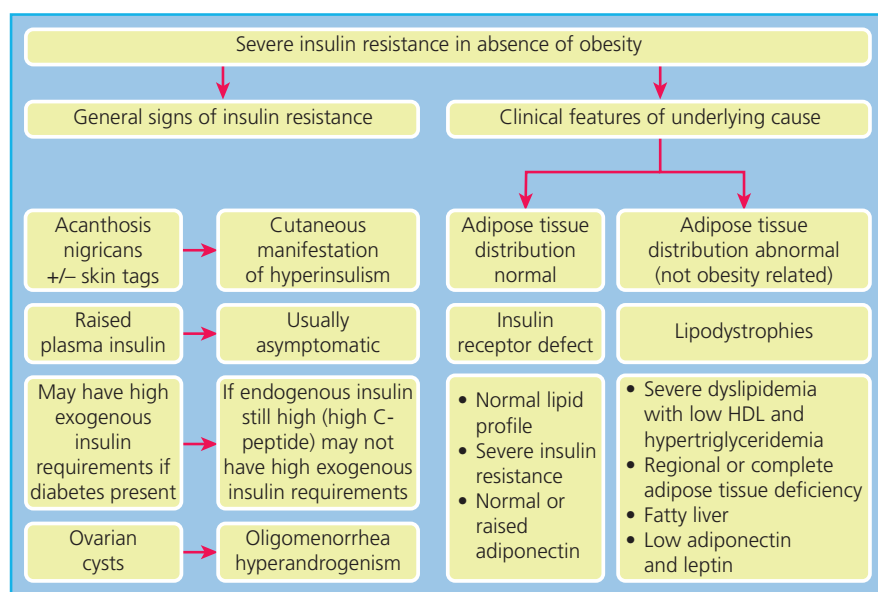 Severe insulin resistance in absence of obesity
General signs of insulin resistance
Clinical features of underlying cause
Acanthosis
nigricans
+/– skin tags
Cutaneous
manifestation
of hyperinsulism
Adipose tissue
distribution
normal
Adipose tissue
distribution abnormal
(not obesity related)
Raised
plasma insulin
Usually
asymptomatic
Insulin
receptor defect
Lipodystrophies
May have high
exogenous
insulin
requirements if
diabetes present
If endogenous insulin
still high (high C-
peptide) may not
have high exogenous
insulin requirements
• Normal lipid
profile
• Severe insulin
resistance
• Normal or
raised
adiponectin
• Severe dyslipidemia
with low HDL and
hypertriglyceridemia
• Regional or complete
adipose tissue deficiency
• Fatty liver
• Low adiponectin
and leptin
Ovarian
cysts
Oligomenorrhea
hyperandrogenism